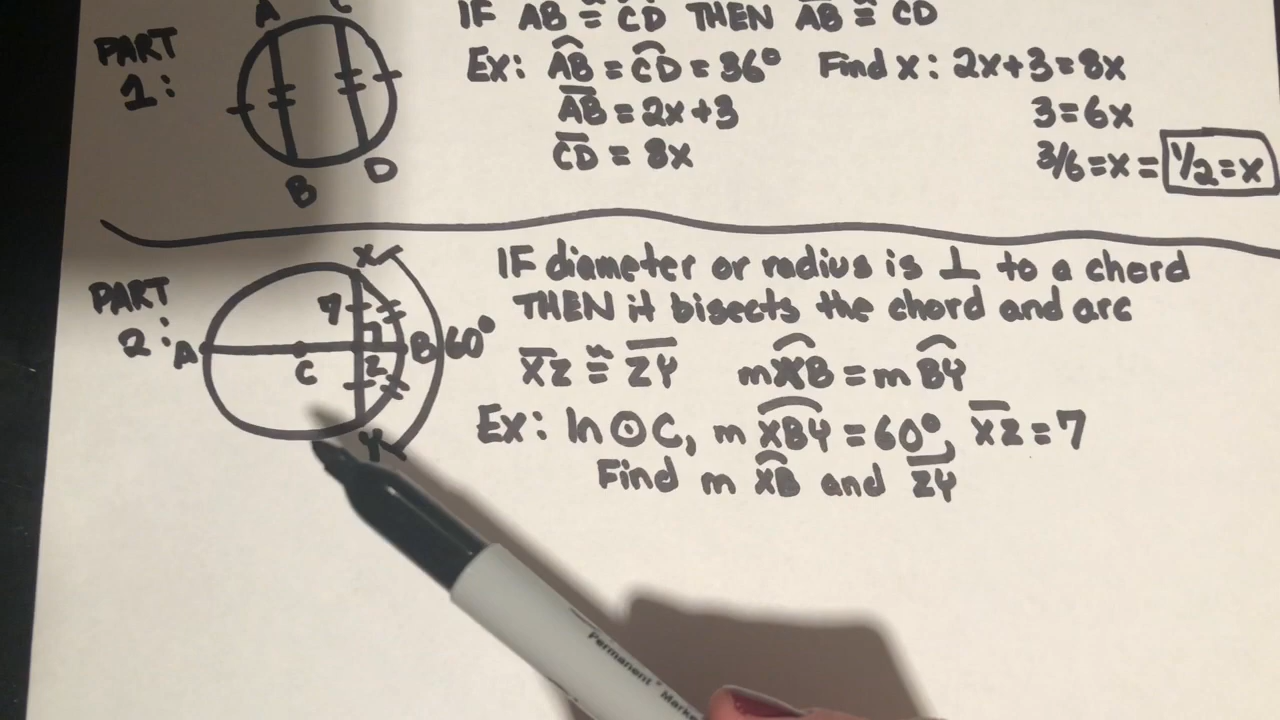 IF AB ≅ CD THEN AB ≅ CD
A C
PART
1:
B D
Ex: AB = CD = 36° Find x: 2x+3=8x
AB = 2x+3 3=6x
CD = 8x 3/6=x= 1/2=x
PART
2:
X
7
A C Z B 60°
Y
IF diameter or radius is ⊥ to a chord
THEN it bisects the chord and arc
XZ ≅ ZY mXB = m BY
Ex: In ⊙C, m XBY = 60°, XZ = 7
Find m XB and ZY
Permanent Marke